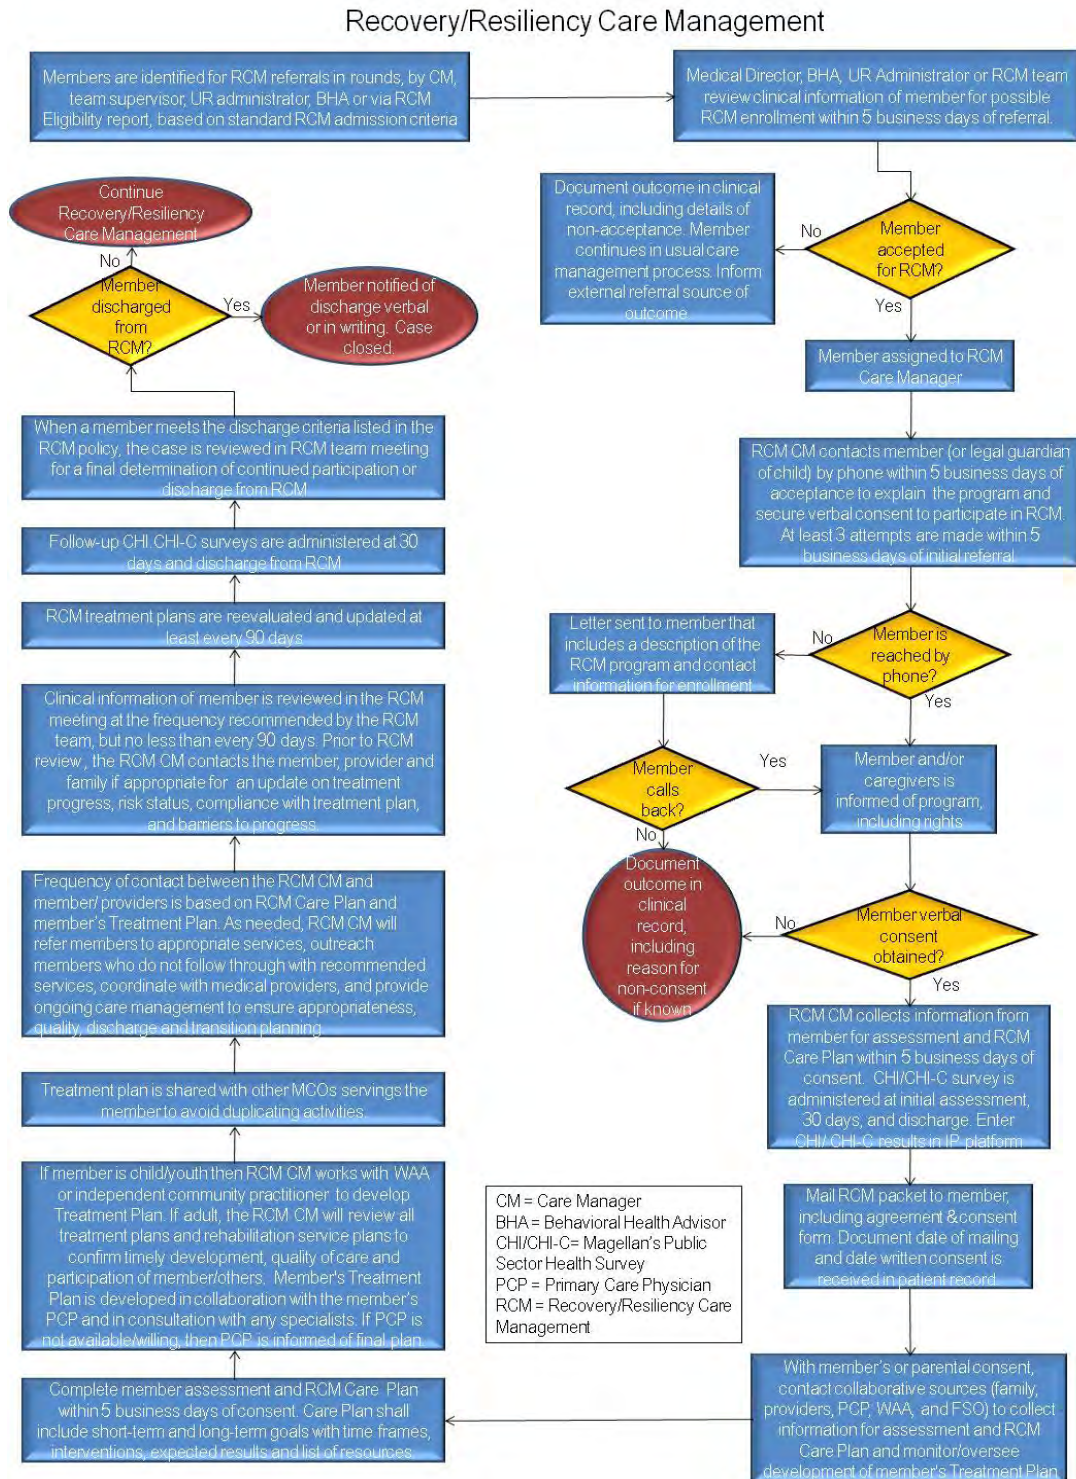 Recovery/Resiliency Care Management
Members are identified for RCM referrals in rounds, by CM,
team supervisor, UR administrator, BHA or via RCM
Eligibility report, based on standard RCM admission criteria
Medical Director, BHA, UR Administrator or RCM team
review clinical information of member for possible
RCM enrollment within 5 business days of referral.
Member
accepted
for RCM?
No
Document outcome in clinical
record, including details of
non-acceptance. Member
continues in usual care
management process. Inform
external referral source of
outcome
Yes
Member assigned to RCM
Care Manager
RCM CM contacts member (or legal guardian
of child) by phone within 5 business days of
acceptance to explain the program and
secure verbal consent to participate in RCM.
At least 3 attempts are made within 5
business days of initial referral.
Member is
reached by
phone?
No
Letter sent to member that
includes a description of the
RCM program and contact
information for enrollment
Yes
Member
calls
back?
Yes
Member and/or
caregivers is
informed of program,
including rights
No
Document
outcome in
clinical
record,
including
reason for
non-consent
if known
Member verbal
consent
obtained?
No
Yes
RCM CM collects information from
member for assessment and RCM
Care Plan within 5 business days of
consent. CHI/CHI-C survey is
administered at initial assessment,
30 days, and discharge. Enter
CHI/ CHI-C results in IP platform
Mail RCM packet to member,
including agreement & consent
form. Document date of mailing
and date written consent is
received in patient record
With member's or parental consent,
contact collaborative sources (family,
providers, PCP, WAA, and FSO) to collect
information for assessment and RCM
Care Plan and monitor/oversee
development of member's Treatment Plan
Complete member assessment and RCM Care Plan
within 5 business days of consent. Care Plan shall
include short-term and long-term goals with time frames,
interventions, expected results and list of resources.
If member is child/youth then RCM CM works with WAA
or independent community practitioner to develop
Treatment Plan. If adult, the RCM CM will review all
treatment plans and rehabilitation service plans to
confirm timely development, quality of care and
participation of member/others. Member's Treatment
Plan is developed in collaboration with the member's
PCP and in consultation with any specialists. If PCP is
not available/willing, then PCP is informed of final plan.
Treatment plan is shared with other MCOs servings the
member to avoid duplicating activities.
Frequency of contact between the RCM CM and
member/ providers is based on RCM Care Plan and
member's Treatment Plan. As needed, RCM CM will
refer members to appropriate services, outreach
members who do not follow through with recommended
services, coordinate with medical providers, and provide
ongoing care management to ensure appropriateness,
quality, discharge and transition planning.
Clinical information of member is reviewed in the RCM
meeting at the frequency recommended by the RCM
team, but no less than every 90 days. Prior to RCM
review, the RCM CM contacts the member, provider and
family if appropriate for an update on treatment
progress, risk status, compliance with treatment plan,
and barriers to progress.
RCM treatment plans are reevaluated and updated at
least every 90 days
Follow-up CHI.CHI-C surveys are administered at 30
days and discharge from RCM
When a member meets the discharge criteria listed in the
RCM policy, the case is reviewed in RCM team meeting
for a final determination of continued participation or
discharge from RCM
Member
discharged
from
RCM?
No
Continue
Recovery/Resiliency
Care Management
Yes
Member notified of
discharge verbal
or in writing. Case
closed.
CM = Care Manager
BHA = Behavioral Health Advisor
CHI/CHI-C= Magellan's Public
Sector Health Survey
PCP = Primary Care Physician
RCM = Recovery/Resiliency Care
Management